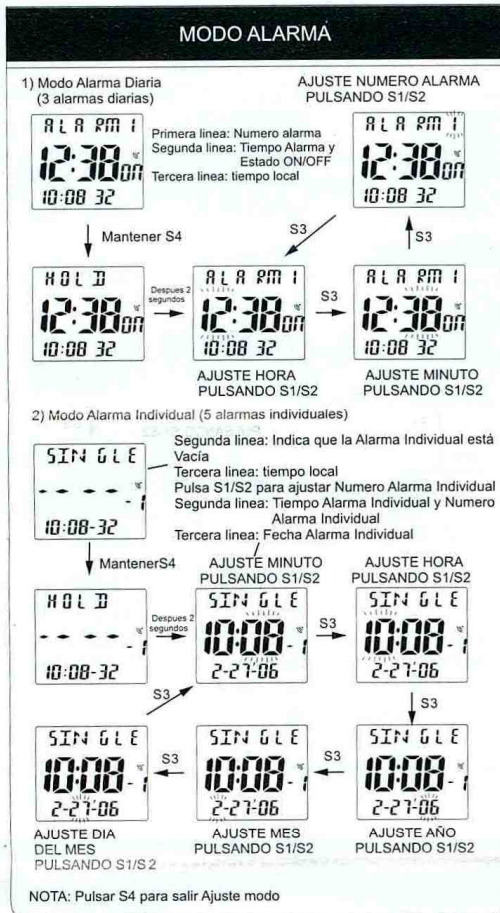 MODO ALARMA
1) Modo Alarma Diaria
(3 alarmas diarias)
AJUSTE NUMERO ALARMA
PULSANDO S1/S2
ALARM 1
12:38 ON
10:08 32
Primera linea: Numero alarma
Segunda linea: Tiempo Alarma y
Estado ON/OFF
Tercera linea: tiempo local
ALARM 1
12:38 ON
10:08 32
Mantener S4
S3
S3
HOLD
12:38 ON
10:08 32
Despues 2
segundos
ALARM 1
12:38 ON
10:08 32
S3
ALARM 1
12:38 ON
10:08 32
AJUSTE HORA
PULSANDO S1/S2
AJUSTE MINUTO
PULSANDO S1/S2
2) Modo Alarma Individual (5 alarmas individuales)
SINGLE
- - - - -1
10:08-32
Segunda linea: Indica que la Alarma Individual está
Vacía
Tercera linea: tiempo local
Pulsa S1/S2 para ajustar Numero Alarma Individual
Segunda linea: Tiempo Alarma Individual y Numero
Alarma Individual
Tercera linea: Fecha Alarma Individual
MantenerS4
AJUSTE MINUTO
PULSANDO S1/S2
AJUSTE HORA
PULSANDO S1/S2
HOLD
- - - - -1
10:08-32
Despues 2
segundos
SINGLE
10:08-1
2-27-06
S3
SINGLE
10:08-1
2-27-06
S3
S3
SINGLE
10:08-1
2-27-06
S3
SINGLE
10:08-1
2-27-06
S3
SINGLE
10:08-1
2-27-06
AJUSTE DIA
DEL MES
PULSANDO S1/S2
AJUSTE MES
PULSANDO S1/S2
AJUSTE AÑO
PULSANDO S1/S2
NOTA: Pulsar S4 para salir Ajuste modo